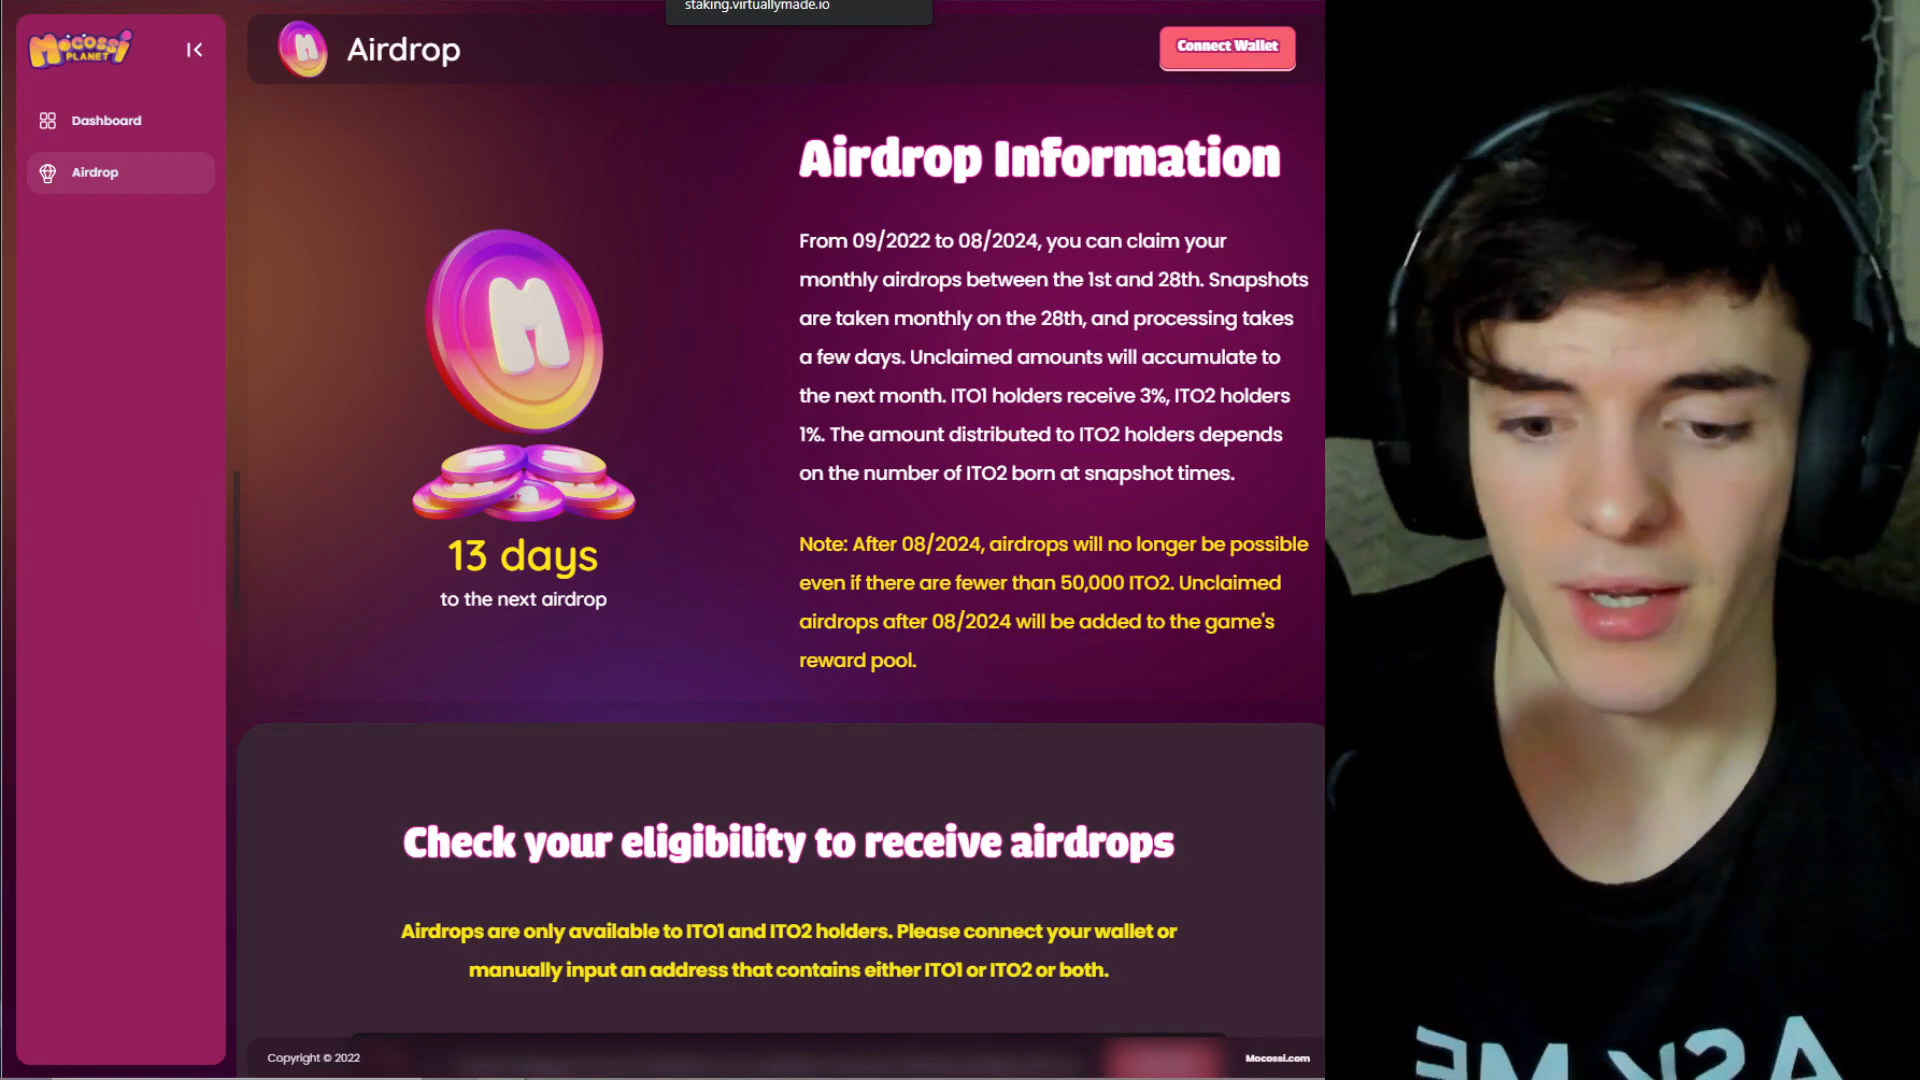 staking.virtuallymade.io
MOCOSSI
PLANET
Airdrop
Connect Wallet
Dashboard
Airdrop
Airdrop Information
From 09/2022 to 08/2024, you can claim your
monthly airdrops between the 1st and 28th. Snapshots
are taken monthly on the 28th, and processing takes
a few days. Unclaimed amounts will accumulate to
the next month. ITO1 holders receive 3%, ITO2 holders
1%. The amount distributed to ITO2 holders depends
on the number of ITO2 born at snapshot times.
M
13 days
to the next airdrop
Note: After 08/2024, airdrops will no longer be possible
even if there are fewer than 50,000 ITO2. Unclaimed
airdrops after 08/2024 will be added to the game's
reward pool.
Check your eligibility to receive airdrops
Airdrops are only available to ITO1 and ITO2 holders. Please connect your wallet or
manually input an address that contains either ITO1 or ITO2 or both.
Copyright © 2022
Mocossi.com